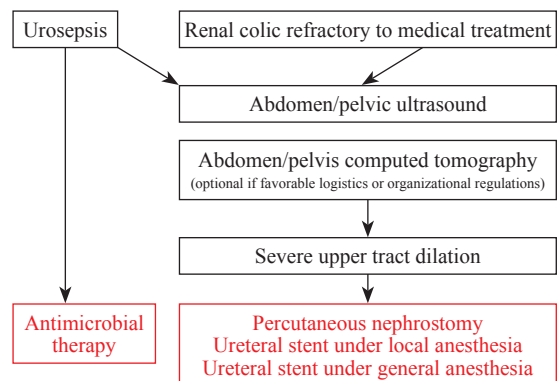 Urosepsis
Renal colic refractory to medical treatment
Abdomen/pelvic ultrasound
Abdomen/pelvis computed tomography
(optional if favorable logistics or organizational regulations)
Severe upper tract dilation
Antimicrobial
therapy
Percutaneous nephrostomy
Ureteral stent under local anesthesia
Ureteral stent under general anesthesia